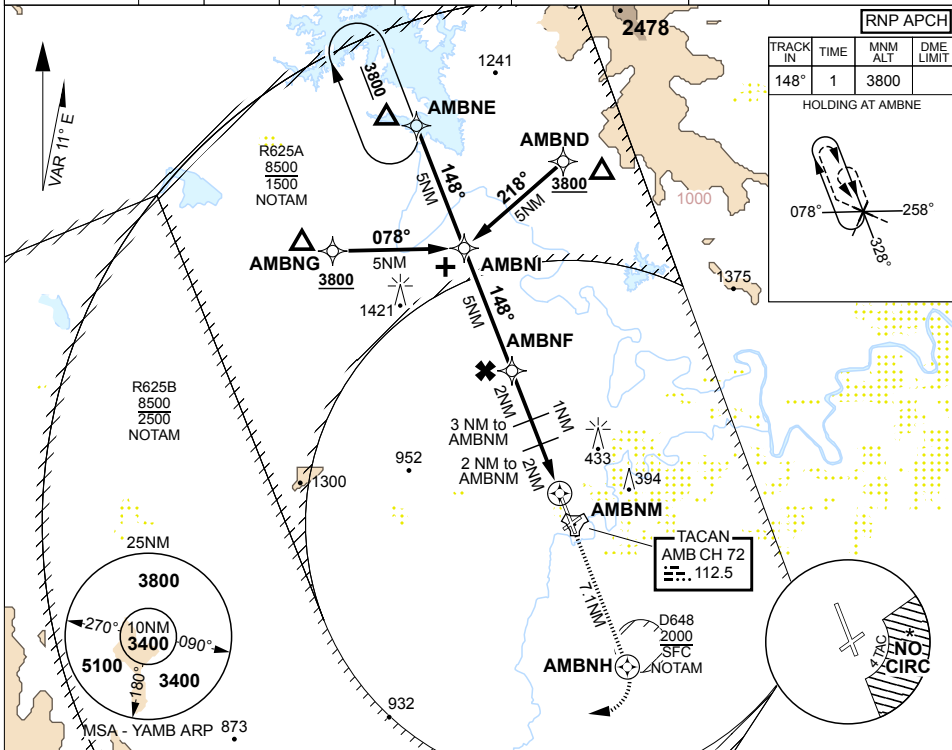 2478
RNP APCH
TRACK IN
TIME
MNM ALT
DME LIMIT
148°
1
3800
HOLDING AT AMBNE
078°
258°
328°
VAR 11° E
3800
1241
AMBNE
AMBND
3800
R625A
8500
1500
NOTAM
148°
5NM
218°
5NM
1000
078°
5NM
AMBNG
3800
AMBNI
1421
1375
148°
5NM
AMBNF
R625B
8500
2500
NOTAM
2NM
1NM
3 NM to
AMBNM
433
952
2 NM to
AMBNM
2NM
394
1300
AMBNM
TACAN
AMB CH 72
112.5
25NM
3800
10NM
3400
270°
090°
5100
3400
180°
MSA - YAMB ARP
873
932
7.1NM
D648
2000
SFC
NOTAM
AMBNH
4 TAC
*
NO
CIRC